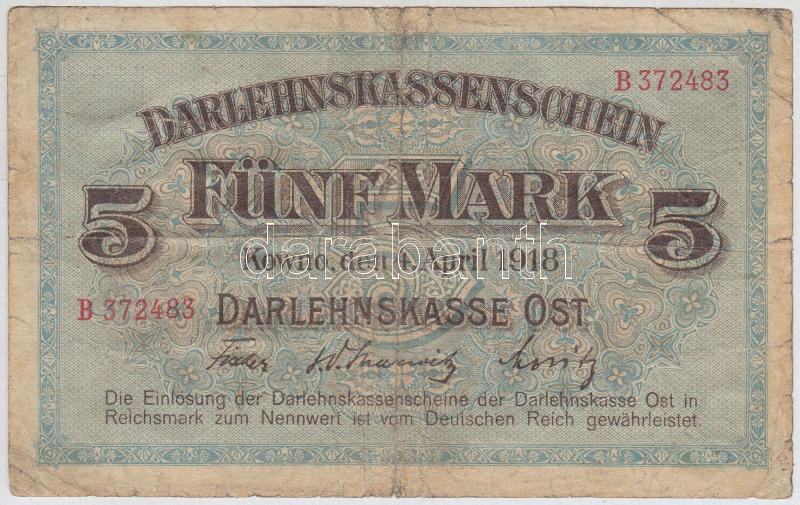 B 372483
DARLEHNSKASSENSCHEIN
5 FÜNF MARK 5
Kowno, den 4. April 1918
darabanth
B 372483
DARLEHNSKASSE OST
Die Einlösung der Darlehnskassenscheine der Darlehnskasse Ost in
Reichsmark zum Nennwert ist vom Deutschen Reich gewährleistet.